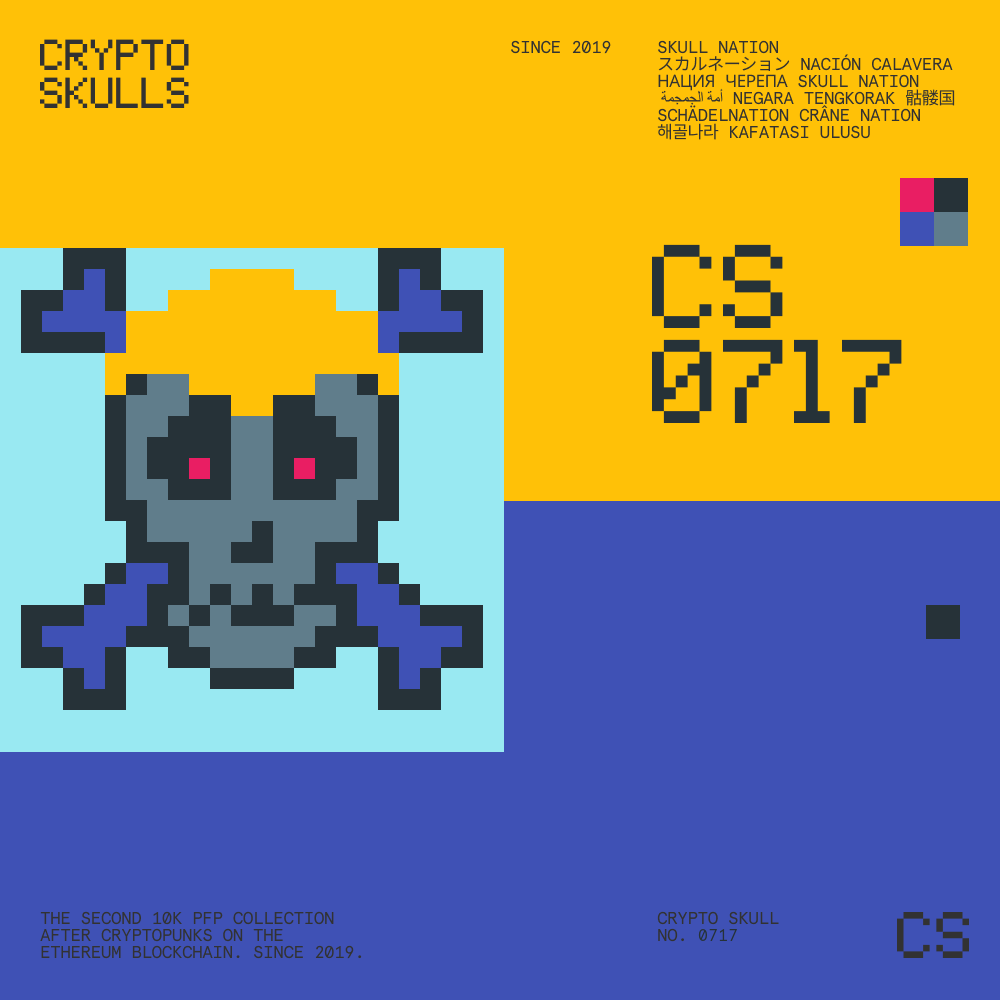 CRYPTO
SKULLS
SINCE 2019
SKULL NATION
スカルネーション NACIÓN CALAVERA
НАЦИЯ ЧЕРЕПА SKULL NATION
أمة الجمجمة NEGARA TENGKORAK 骷髅国
SCHÄDELNATION CRÂNE NATION
해골나라 KAFATASI ULUSU
CS
0717
THE SECOND 10K PFP COLLECTION
AFTER CRYPTOPUNKS ON THE
ETHEREUM BLOCKCHAIN. SINCE 2019.
CRYPTO SKULL
NO. 0717
CS